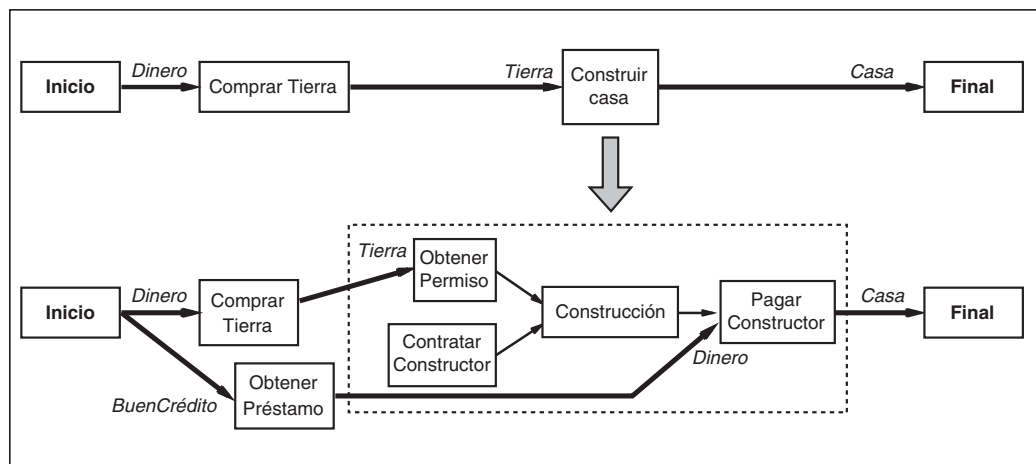 Inicio
Dinero
Comprar Tierra
Tierra
Construir
casa
Casa
Final
Inicio
Dinero
Comprar
Tierra
Tierra
Obtener
Permiso
Contratar
Constructor
Construcción
Pagar
Constructor
Dinero
Casa
Final
BuenCrédito
Obtener
Préstamo